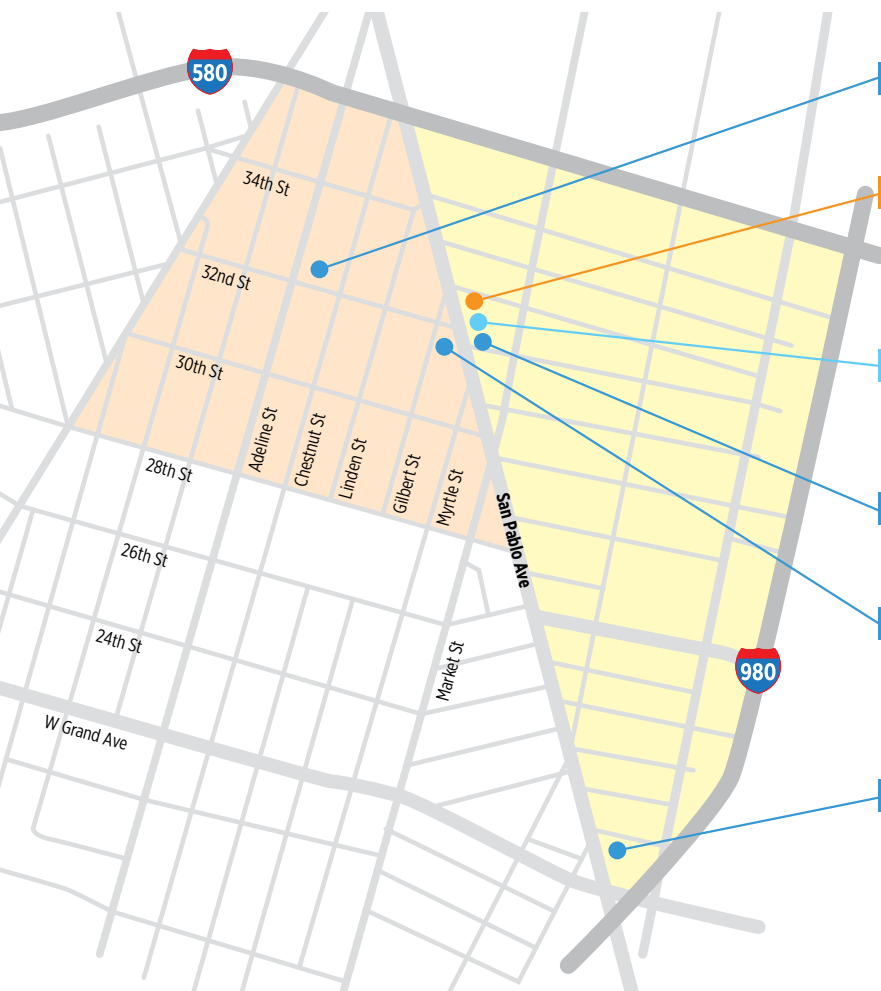 580
34th St
32nd St
30th St
28th St
Adeline St
Chestnut St
Linden St
Gilbert St
Myrtle St
San Pablo Ave
26th St
24th St
Market St
980
W Grand Ave